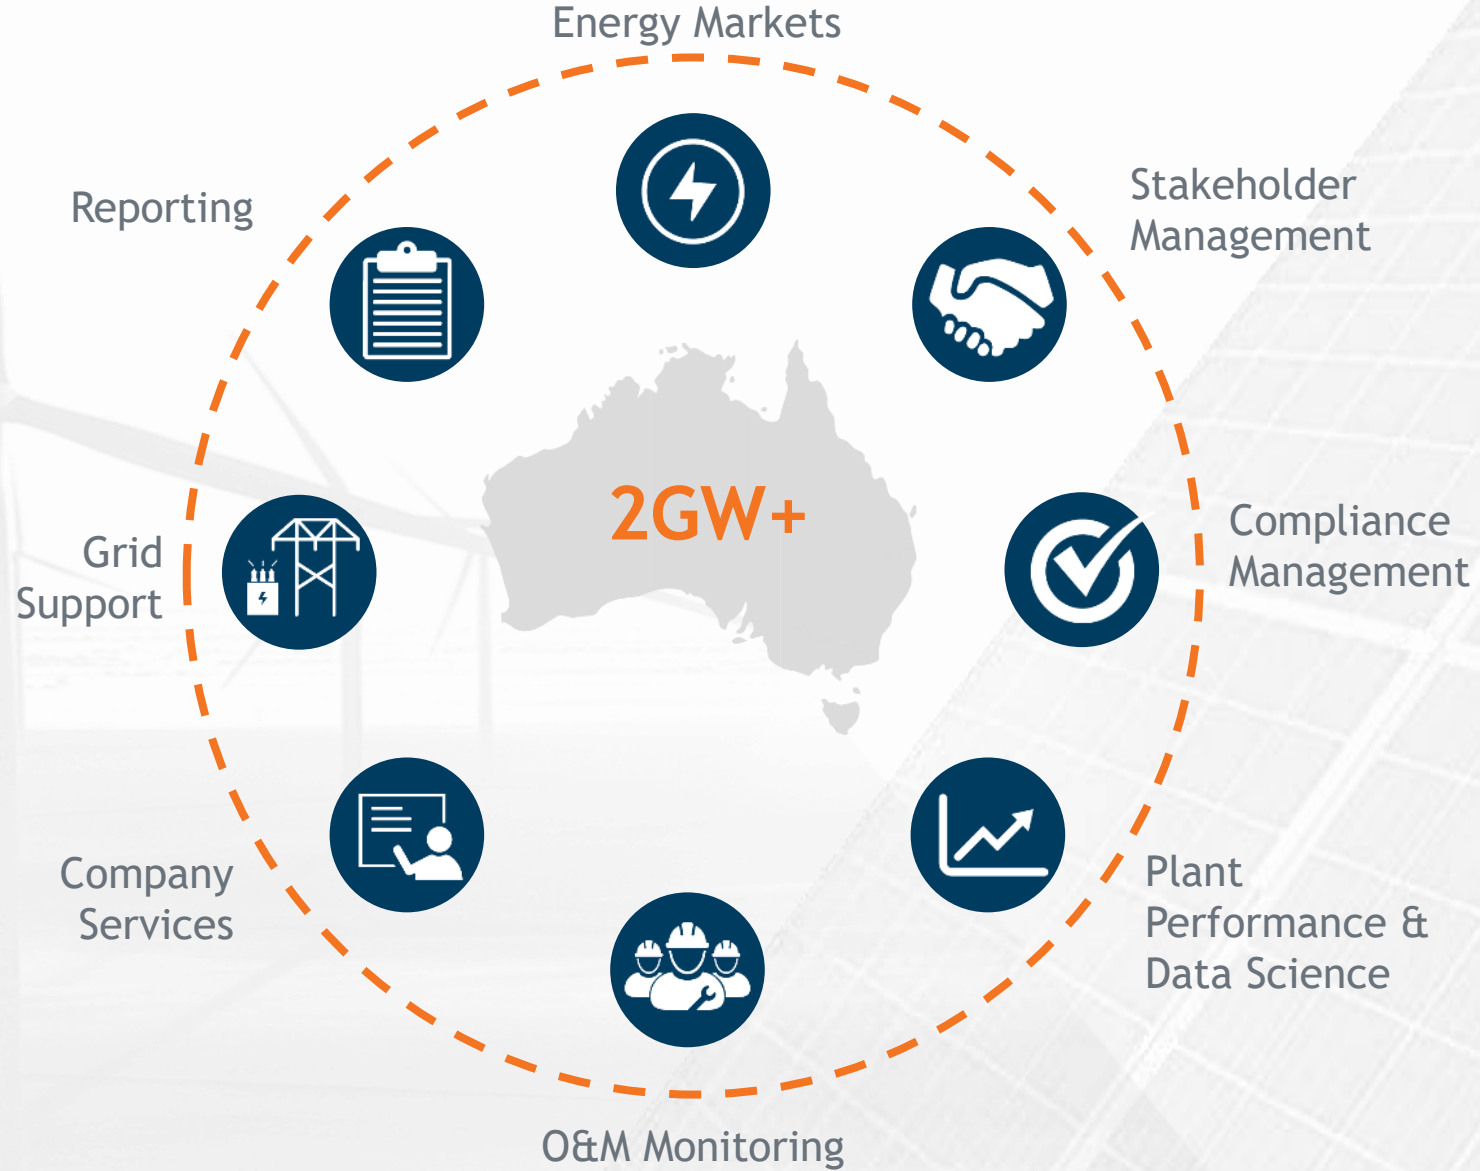 Energy Markets
Reporting
Stakeholder
Management
2GW+
Grid
Support
Compliance
Management
Company
Services
Plant
Performance &
Data Science
O&M Monitoring